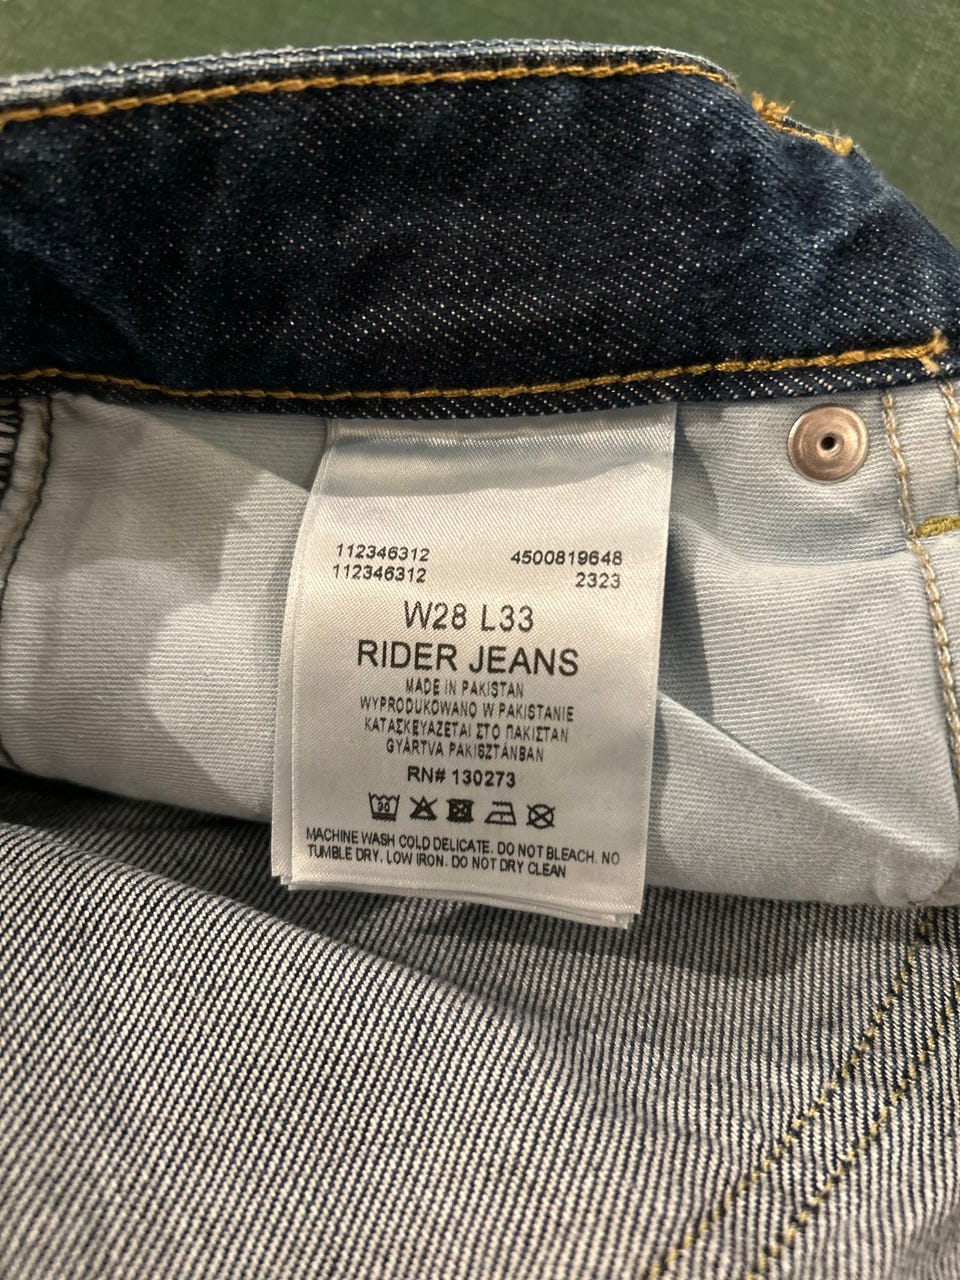 112346312 4500819648
112346312 2323
W28 L33
RIDER JEANS
MADE IN PAKISTAN
WYPRODUKOWANO W PAKISTANIE
ΚΑΤΑΣΚΕΥΑΖΕΤΑΙ ΣΤΟ ΠΑΚΙΣΤΑΝ
GYÁRTVA PAKISZTÁNBAN
RN# 130273
30
MACHINE WASH COLD DELICATE. DO NOT BLEACH. NO
TUMBLE DRY. LOW IRON. DO NOT DRY CLEAN